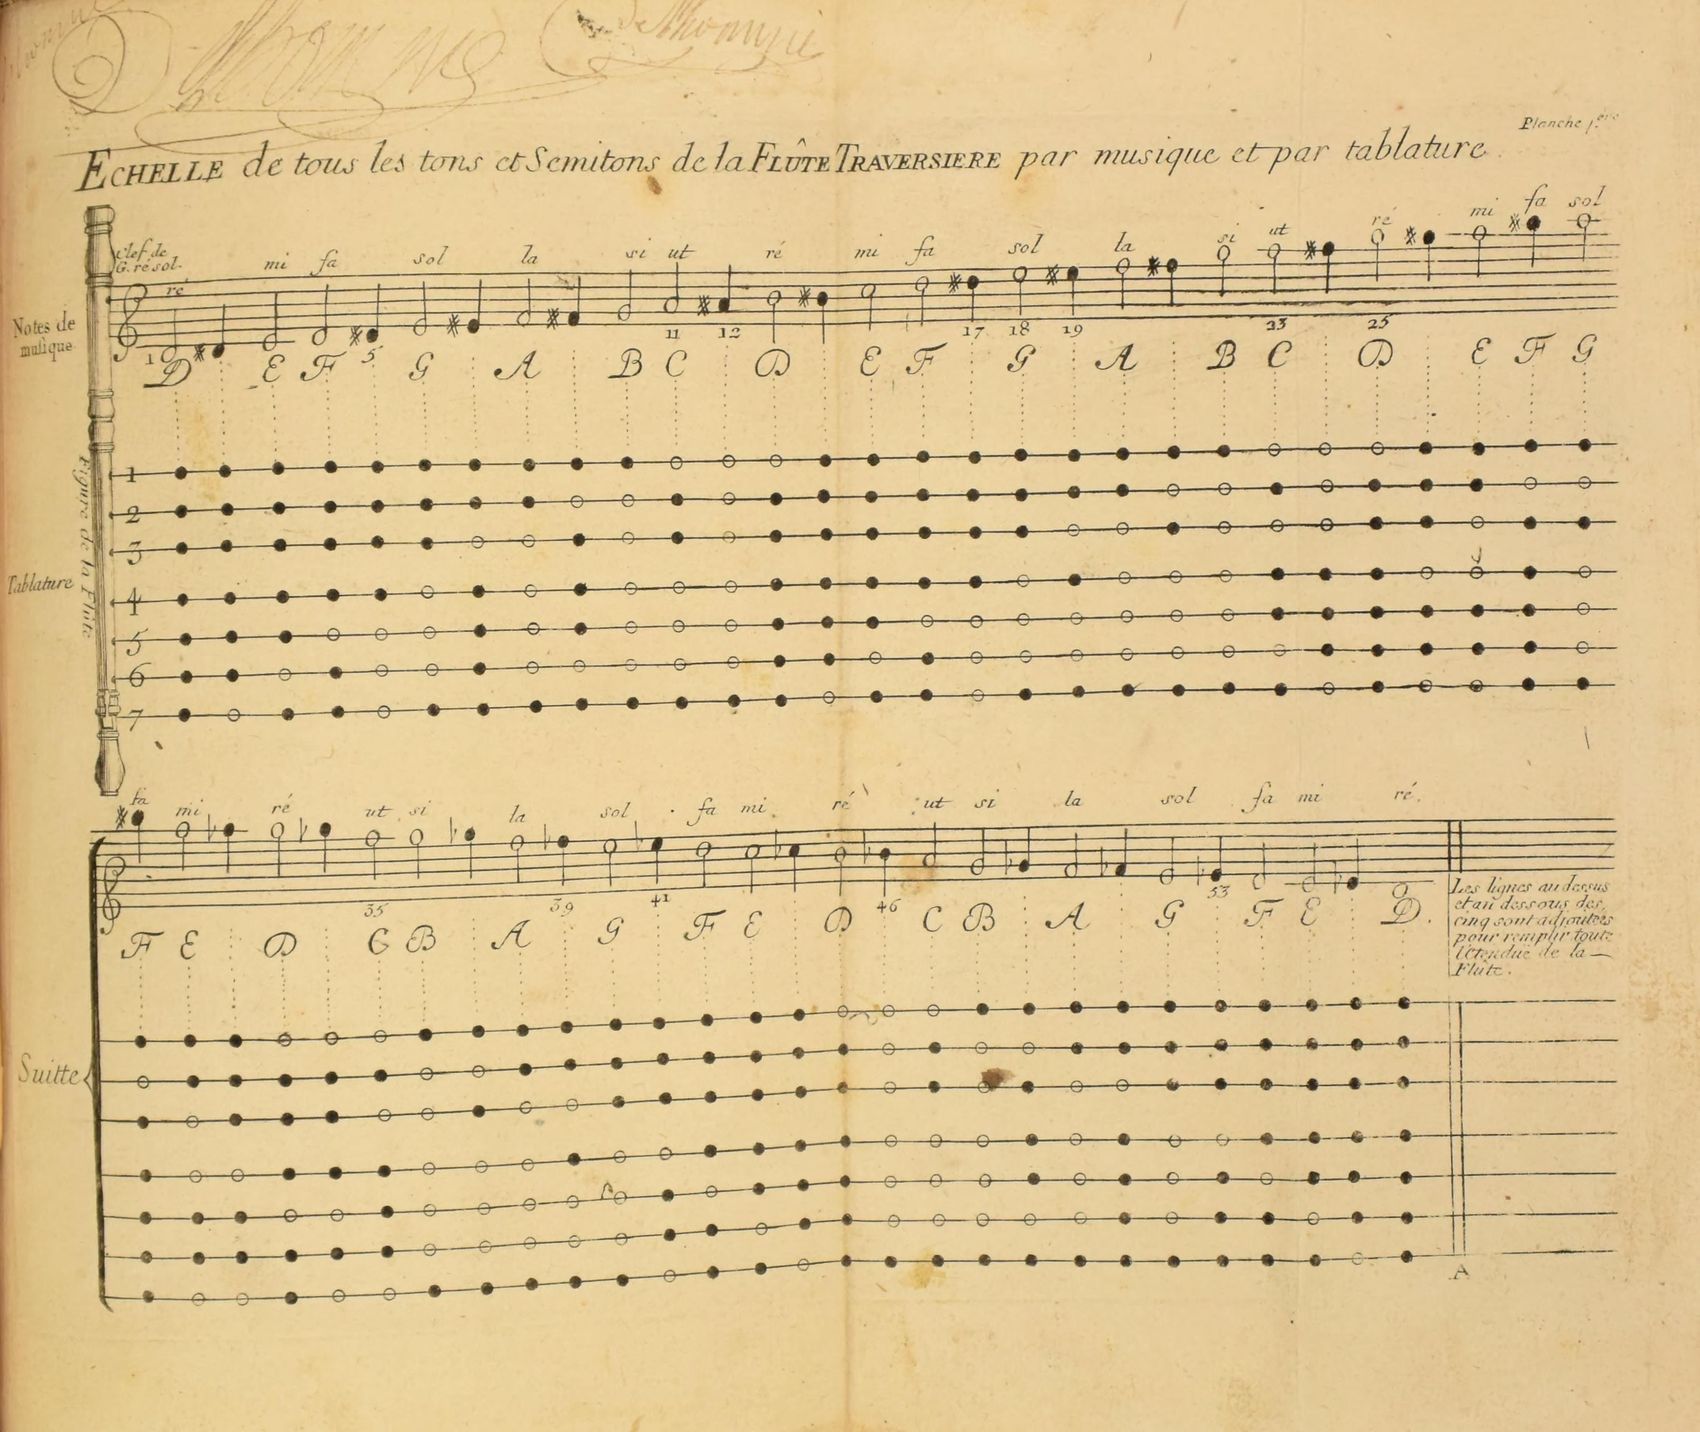 Planche 1.ere
ECHELLE de tous les tons et Semitons de la FLÛTE TRAVERSIERE par musique et par tablature
Clef de
G. ré sol.
ré mi fa sol la si ut ré mi fa sol la si ut ré mi fa sol
Notes de
musique
1 5 11 12 17 18 19 23 25
D E F G A B C D E F G A B C D E F G
Figure de la Flûte
Tablature
1
2
3
4
5
6
7
fa mi ré ut si la sol fa mi ré ut si la sol fa mi ré.
35 39 41 46 53
F E D C B A G F E D C B A G F E D.
Les lignes au dessus
et au dessous des
cinq sont adjoutées
pour remplir toute
l'étendue de la
Flûte.
Suitte
A